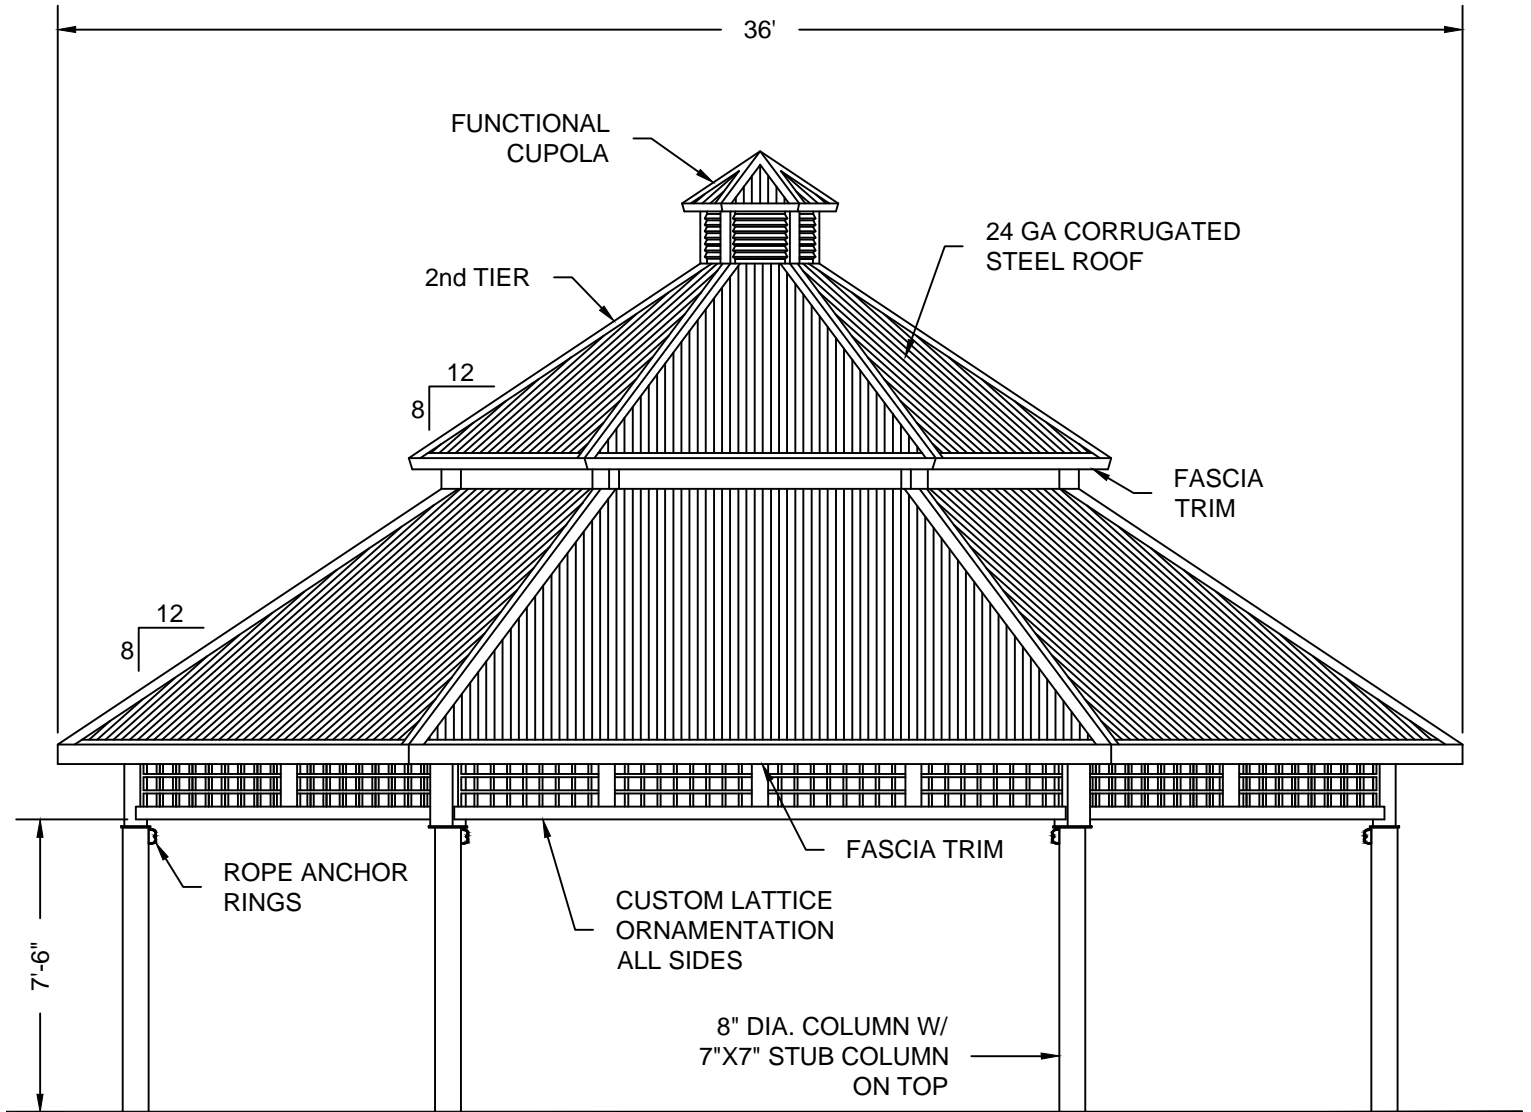 36'
FUNCTIONAL
CUPOLA
24 GA CORRUGATED
STEEL ROOF
2nd TIER
12
8
FASCIA
TRIM
12
8
FASCIA TRIM
ROPE ANCHOR
RINGS
CUSTOM LATTICE
ORNAMENTATION
ALL SIDES
7'-6"
8" DIA. COLUMN W/
7"X7" STUB COLUMN
ON TOP